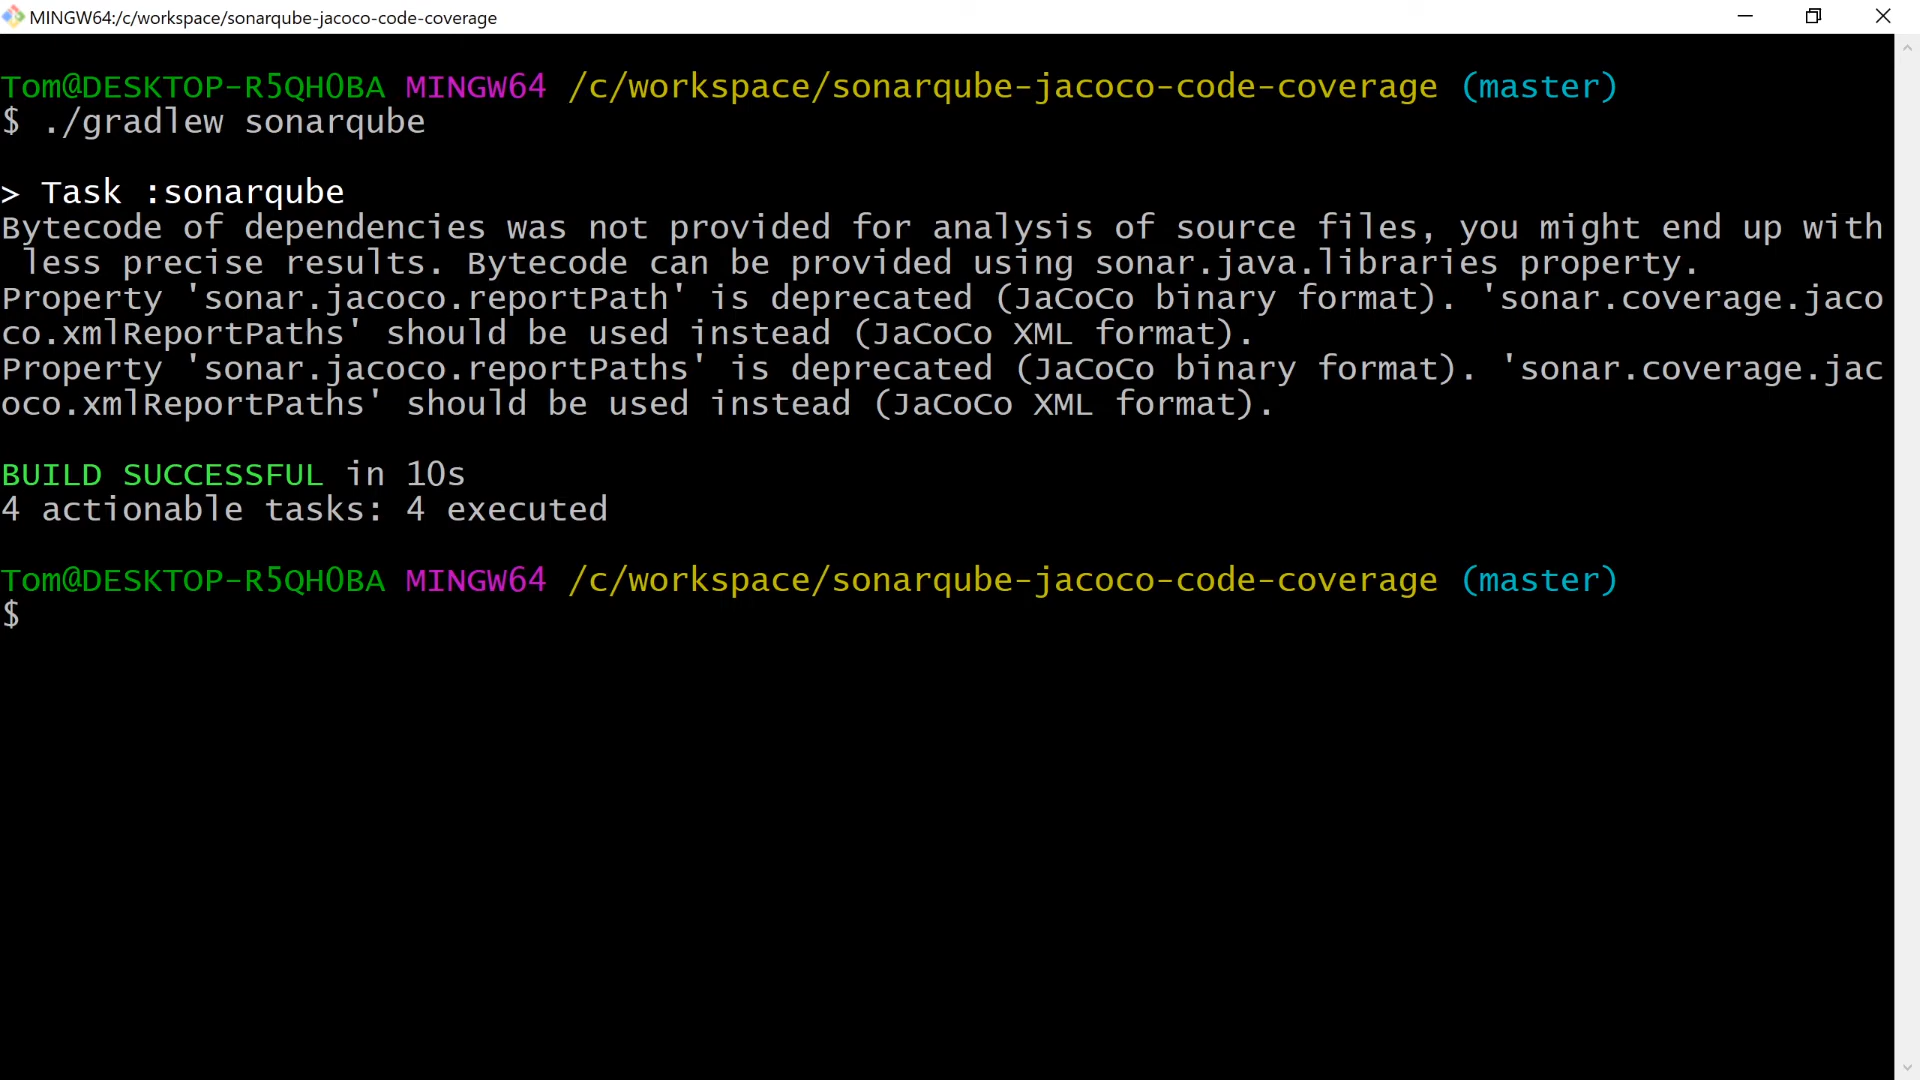 MINGW64:/c/workspace/sonarqube-jacoco-code-coverage
Tom@DESKTOP-R5QH0BA MINGW64 /c/workspace/sonarqube-jacoco-code-coverage (master)
$ ./gradlew sonarqube
> Task :sonarqube
Bytecode of dependencies was not provided for analysis of source files, you might end up with
less precise results. Bytecode can be provided using sonar.java.libraries property.
Property 'sonar.jacoco.reportPath' is deprecated (JaCoCo binary format). 'sonar.coverage.jaco
co.xmlReportPaths' should be used instead (JaCoCo XML format).
Property 'sonar.jacoco.reportPaths' is deprecated (JaCoCo binary format). 'sonar.coverage.jac
oco.xmlReportPaths' should be used instead (JaCoCo XML format).
BUILD SUCCESSFUL in 10s
4 actionable tasks: 4 executed
Tom@DESKTOP-R5QH0BA MINGW64 /c/workspace/sonarqube-jacoco-code-coverage (master)
$